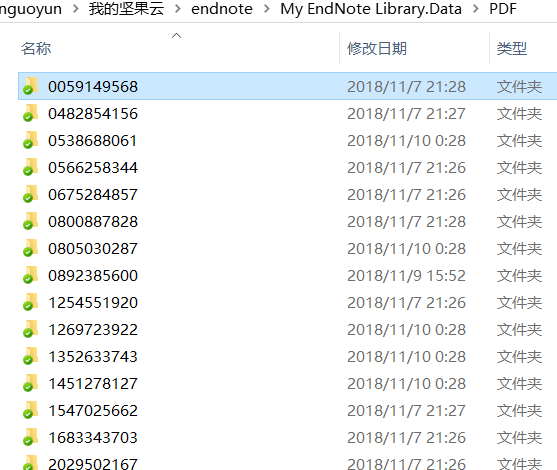 nguoyun > 我的坚果云 > endnote > My EndNote Library.Data > PDF
名称 修改日期 类型
0059149568 2018/11/7 21:28 文件夹
0482854156 2018/11/7 21:27 文件夹
0538688061 2018/11/10 0:28 文件夹
0566258344 2018/11/7 21:26 文件夹
0675284857 2018/11/7 21:26 文件夹
0800887828 2018/11/7 21:28 文件夹
0805030287 2018/11/10 0:28 文件夹
0892385600 2018/11/9 15:52 文件夹
1254551920 2018/11/7 21:26 文件夹
1269723922 2018/11/10 0:28 文件夹
1352633743 2018/11/10 0:28 文件夹
1451278127 2018/11/10 0:28 文件夹
1547025662 2018/11/7 21:27 文件夹
1683343703 2018/11/7 21:26 文件夹
2029502167 2018/11/7 21:26 文件夹